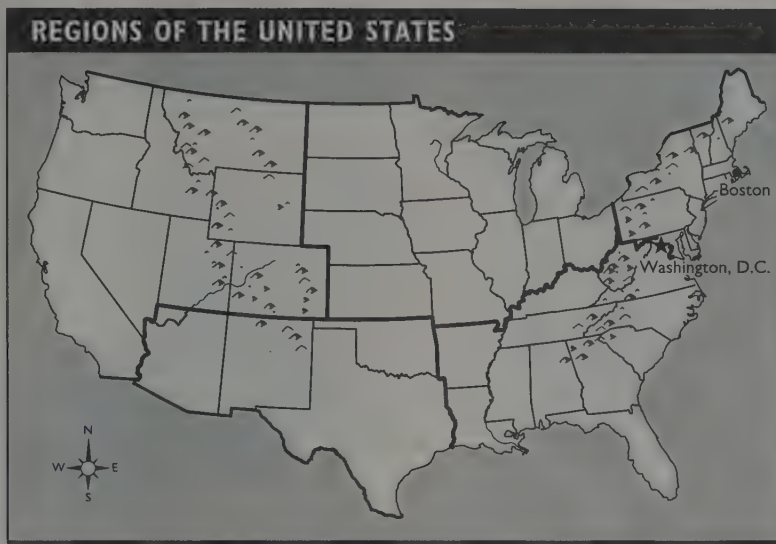 REGIONS OF THE UNITED STATES
Boston
Washington, D.C.
N
W E
S